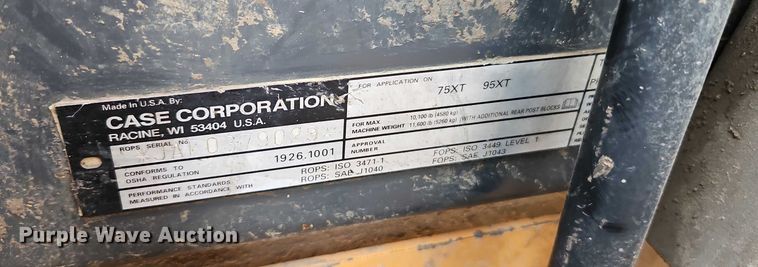 Made in U.S.A. By:
CASE CORPORATION
RACINE, WI 53404 U.S.A.
ROPS SERIAL No.
CONFORMS TO
OSHA REGULATION
1926.1001
PERFORMANCE STANDARDS
MEASURED IN ACCORDANCE WITH
ROPS: ISO 3471-1
ROPS: SAE J1040
FOR APPLICATION ON
75XT 95XT
FOR MAX.
MACHINE WEIGHT
10,100 lb (4580 kg)
11,600 lb (5260 kg) (WITH ADDITIONAL REAR POST BLOCKS)
APPROVAL
NUMBER
FOPS: ISO 3449 LEVEL 1
FOPS: SAE J1043
Purple Wave Auction